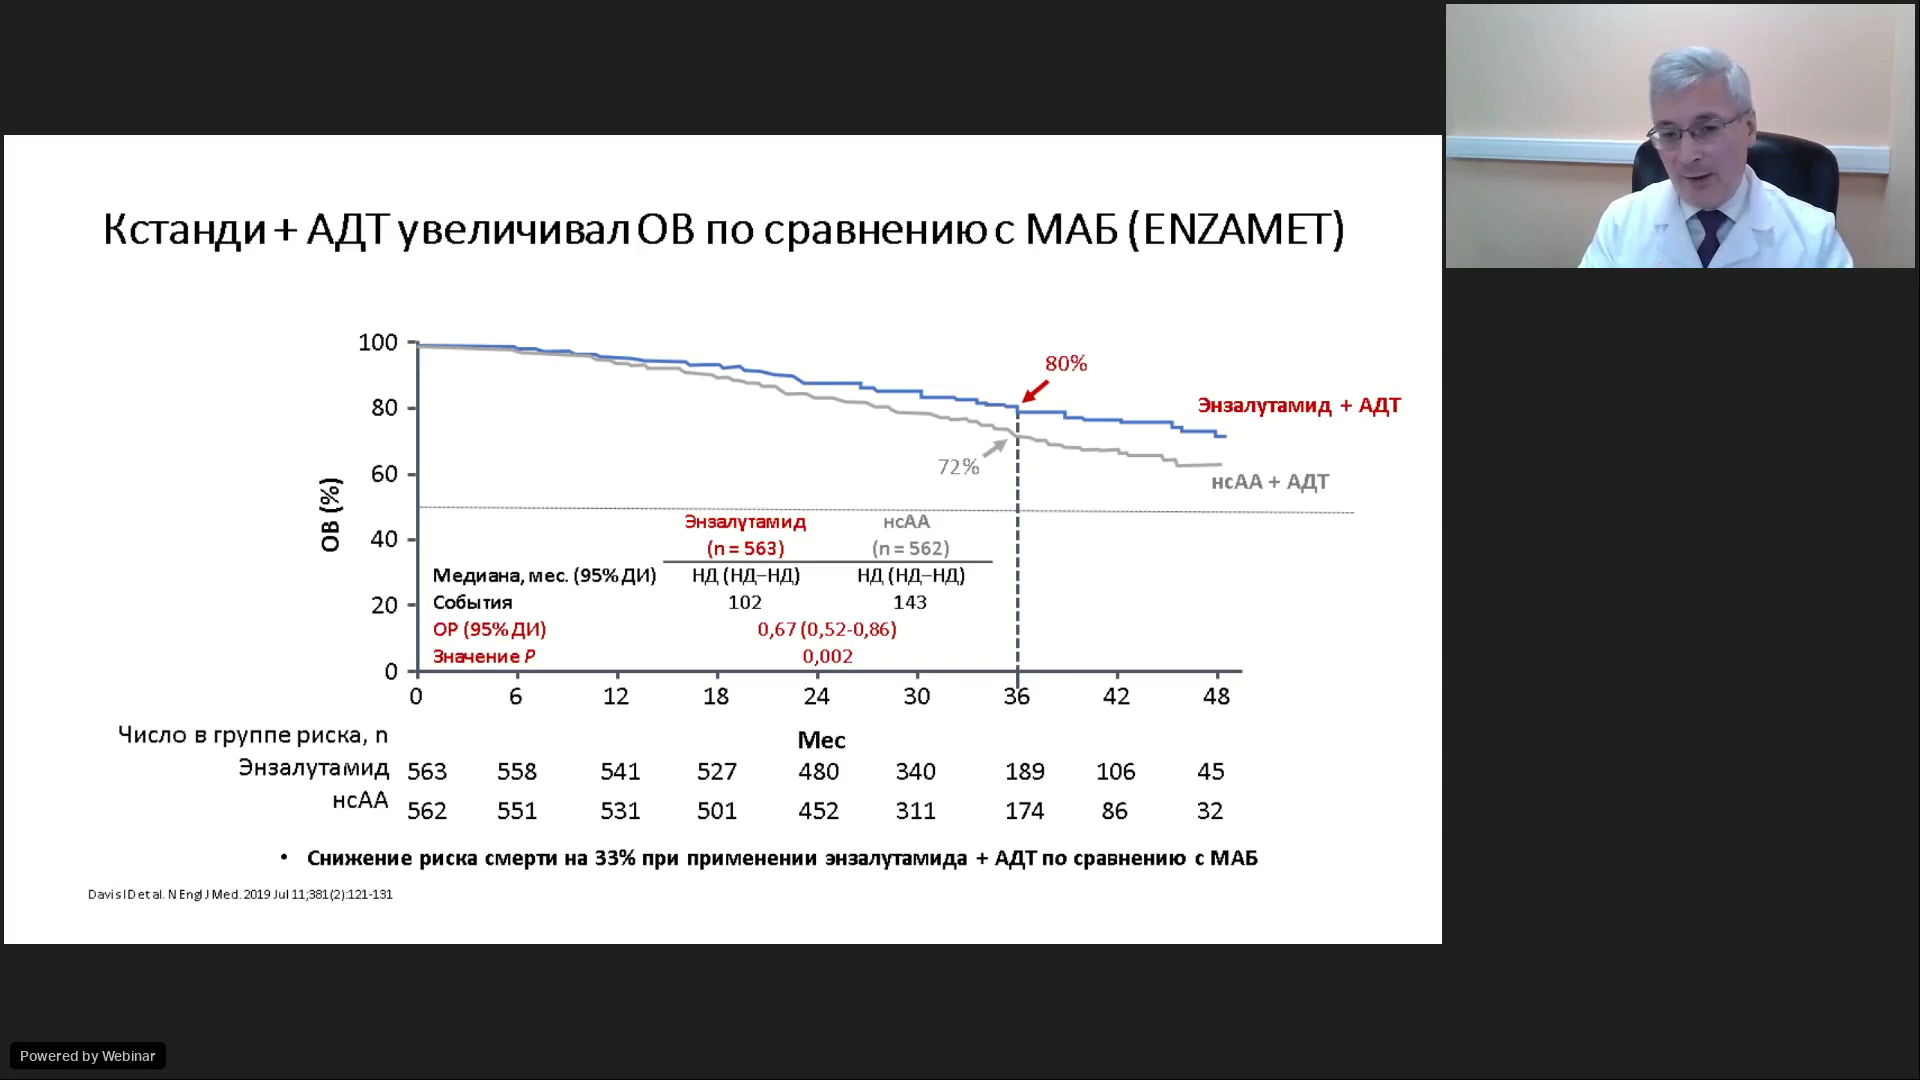 Кстанди + АДТ увеличивал ОВ по сравнению с МАБ (ENZAMET)
100
80
60
40
20
0
ОВ (%)
80%
72%
Энзалутамид + АДТ
нсАА + АДТ
Энзалутамид нсАА
(n = 563) (n = 562)
Медиана, мес. (95% ДИ) НД (НД–НД) НД (НД–НД)
События 102 143
ОР (95% ДИ) 0,67 (0,52-0,86)
Значение P 0,002
0 6 12 18 24 30 36 42 48
Мес
Число в группе риска, n
Энзалутамид 563 558 541 527 480 340 189 106 45
нсАА 562 551 531 501 452 311 174 86 32
• Снижение риска смерти на 33% при применении энзалутамида + АДТ по сравнению с МАБ
Davis ID et al. N Engl J Med. 2019 Jul 11;381(2):121-131
Powered by Webinar